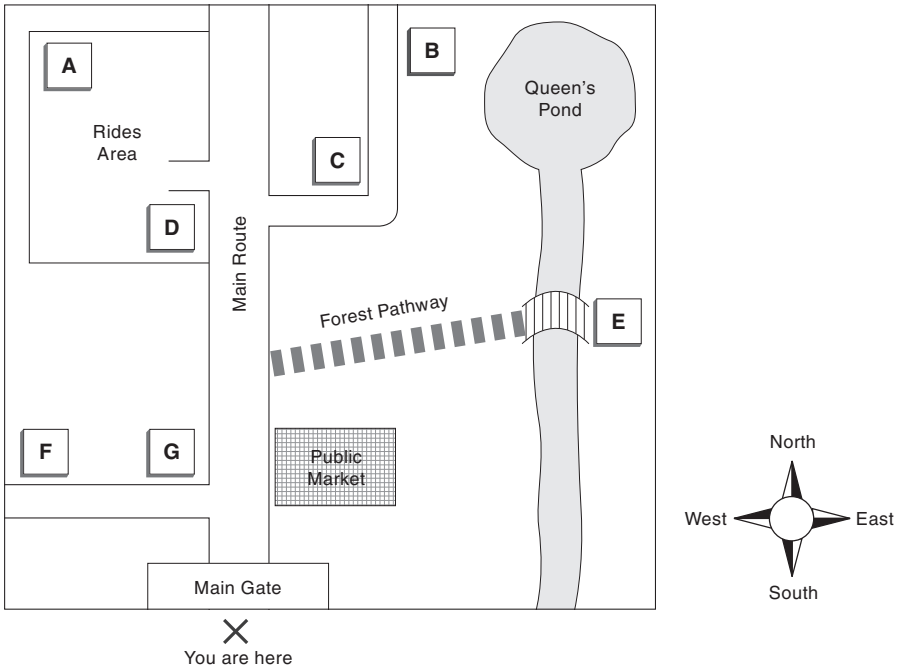 A
B
Queen's
Pond
Rides
Area
C
D
Main Route
Forest Pathway
E
F
G
Public
Market
North
West
East
South
Main Gate
You are here